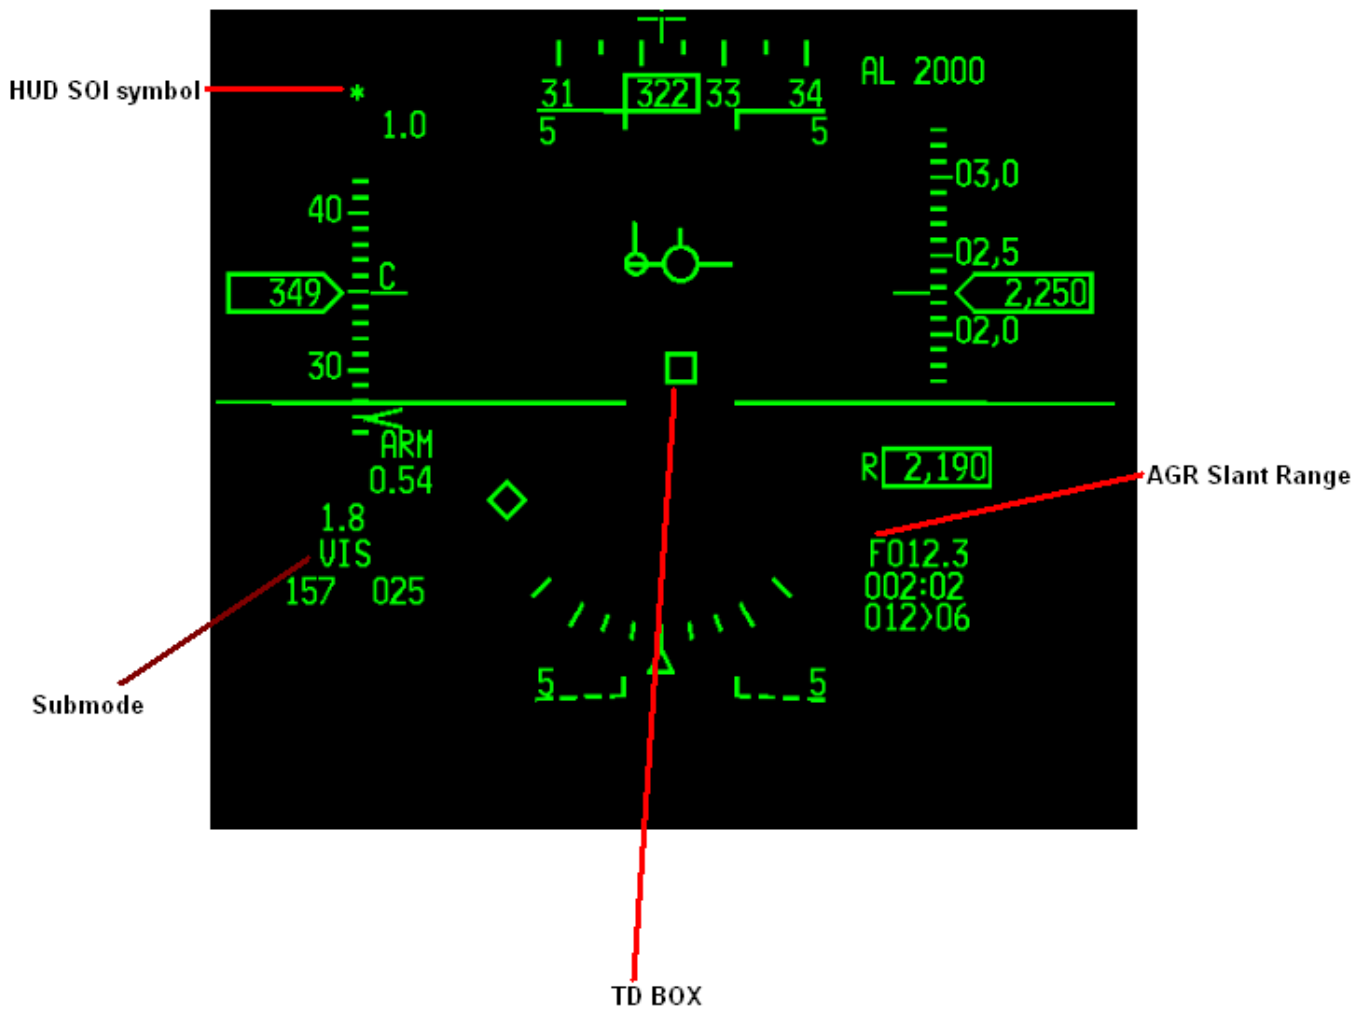 AL 2000
HUD SOI symbol
*
31 322 33 34
1.0
5 5
03,0
40
02,5
C
349
2,250
02,0
30
ARM
R 2,190
0.54
AGR Slant Range
1.8
VIS
F012.3
157 025
002:02
012>06
5 5
Submode
TD BOX